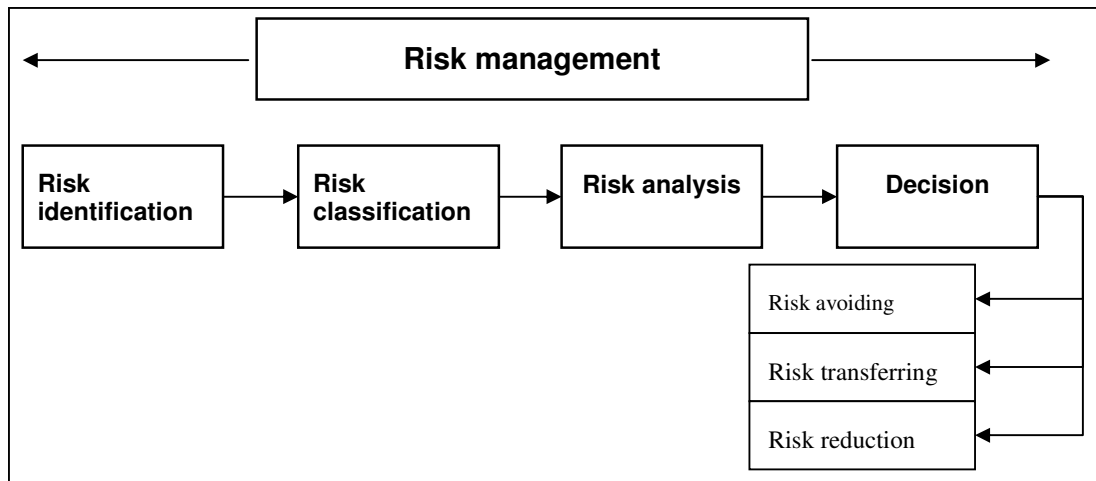 Risk management
Risk
identification
Risk
classification
Risk analysis
Decision
Risk avoiding
Risk transferring
Risk reduction